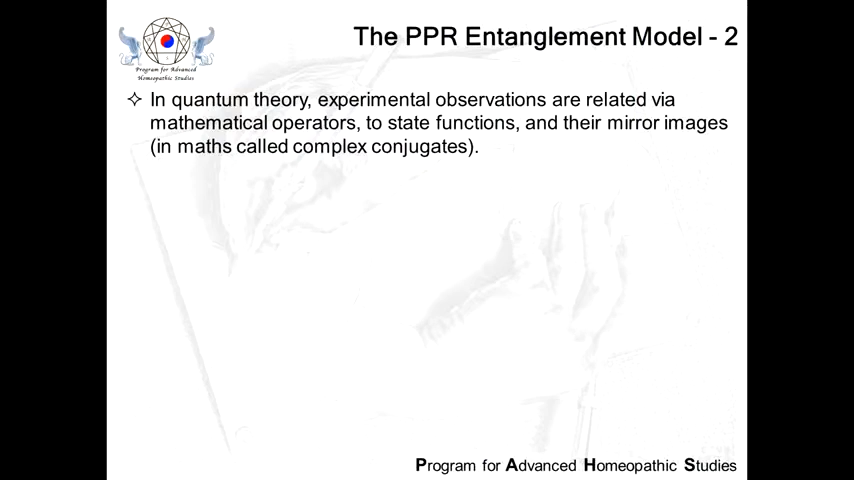 The PPR Entanglement Model - 2
Program for Advanced
Homeopathic Studies
✧ In quantum theory, experimental observations are related via
mathematical operators, to state functions, and their mirror images
(in maths called complex conjugates).
Program for Advanced Homeopathic Studies